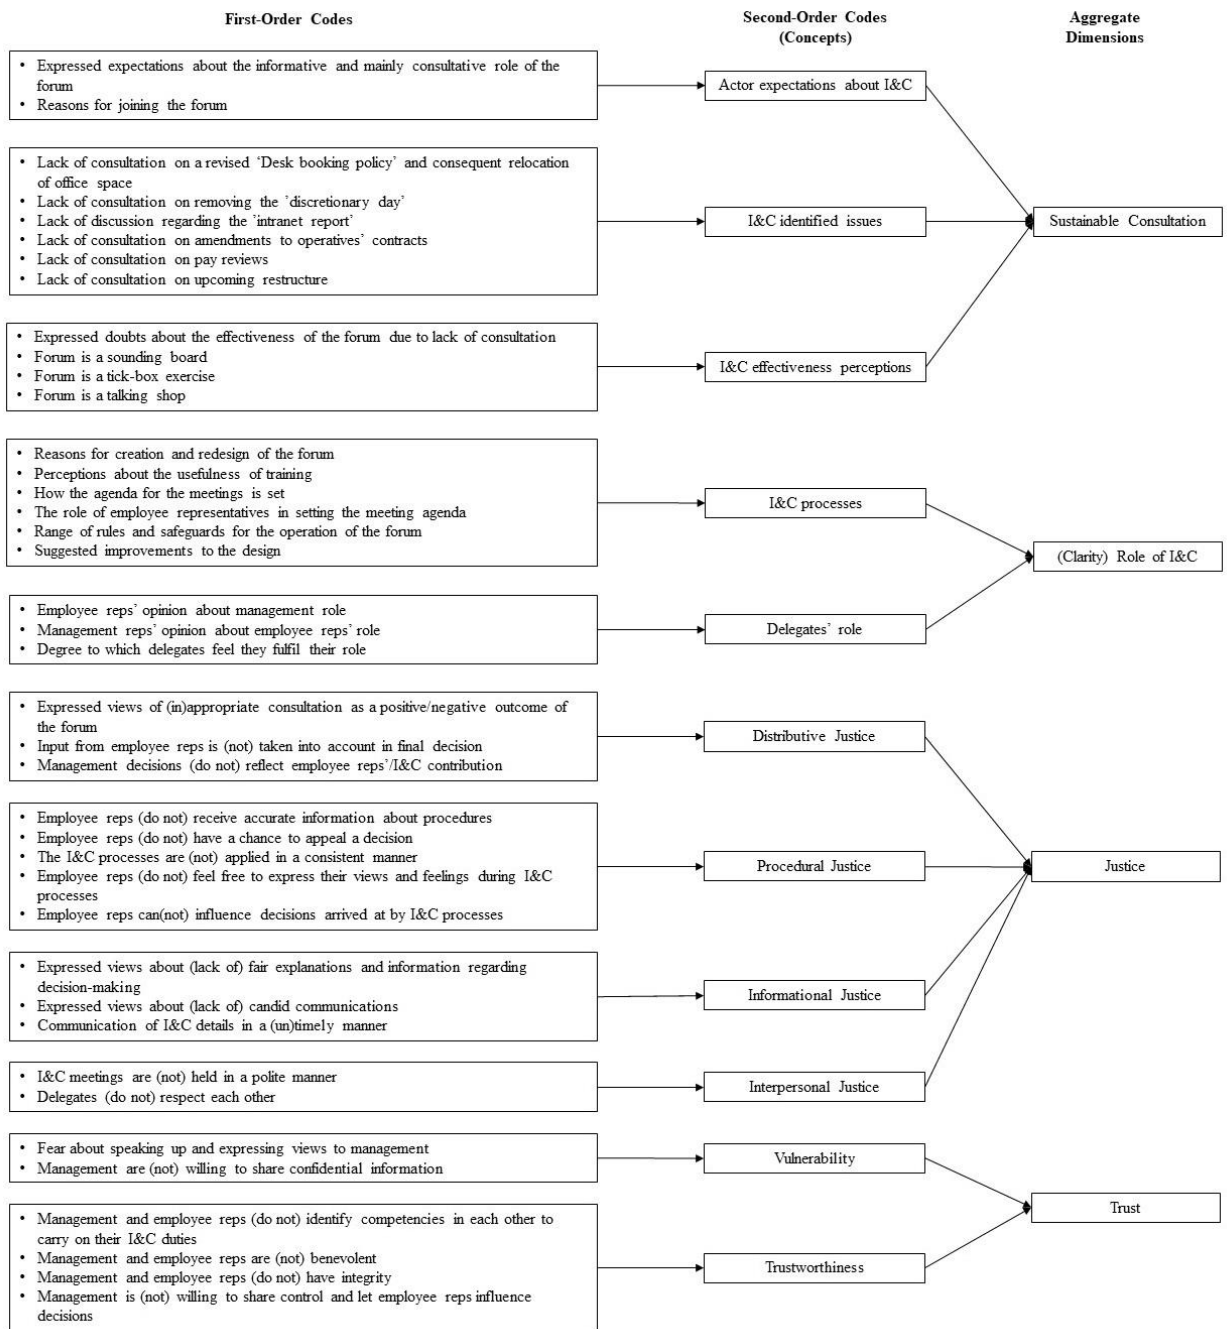 First-Order Codes
Second-Order Codes
(Concepts)
Aggregate
Dimensions
• Expressed expectations about the informative and mainly consultative role of the
forum
• Reasons for joining the forum
Actor expectations about I&C
• Lack of consultation on a revised ‘Desk booking policy’ and consequent relocation
of office space
• Lack of consultation on removing the 'discretionary day'
• Lack of discussion regarding the 'intranet report'
• Lack of consultation on amendments to operatives’ contracts
• Lack of consultation on pay reviews
• Lack of consultation on upcoming restructure
I&C identified issues
Sustainable Consultation
• Expressed doubts about the effectiveness of the forum due to lack of consultation
• Forum is a sounding board
• Forum is a tick-box exercise
• Forum is a talking shop
I&C effectiveness perceptions
• Reasons for creation and redesign of the forum
• Perceptions about the usefulness of training
• How the agenda for the meetings is set
• The role of employee representatives in setting the meeting agenda
• Range of rules and safeguards for the operation of the forum
• Suggested improvements to the design
I&C processes
(Clarity) Role of I&C
• Employee reps’ opinion about management role
• Management reps’ opinion about employee reps’ role
• Degree to which delegates feel they fulfil their role
Delegates’ role
• Expressed views of (in)appropriate consultation as a positive/negative outcome of
the forum
• Input from employee reps is (not) taken into account in final decision
• Management decisions (do not) reflect employee reps’/I&C contribution
Distributive Justice
• Employee reps (do not) receive accurate information about procedures
• Employee reps (do not) have a chance to appeal a decision
• The I&C processes are (not) applied in a consistent manner
• Employee reps (do not) feel free to express their views and feelings during I&C
processes
• Employee reps can(not) influence decisions arrived at by I&C processes
Procedural Justice
Justice
• Expressed views about (lack of) fair explanations and information regarding
decision-making
• Expressed views about (lack of) candid communications
• Communication of I&C details in a (un)timely manner
Informational Justice
• I&C meetings are (not) held in a polite manner
• Delegates (do not) respect each other
Interpersonal Justice
• Fear about speaking up and expressing views to management
• Management are (not) willing to share confidential information
Vulnerability
Trust
• Management and employee reps (do not) identify competencies in each other to
carry on their I&C duties
• Management and employee reps are (not) benevolent
• Management and employee reps (do not) have integrity
• Management is (not) willing to share control and let employee reps influence
decisions
Trustworthiness